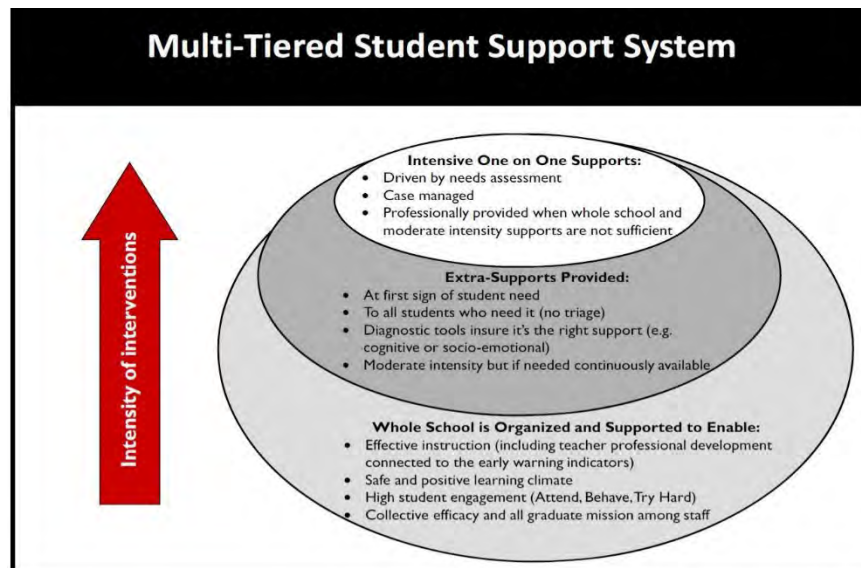 Multi-Tiered Student Support System
Intensity of interventions
Intensive One on One Supports:
• Driven by needs assessment
• Case managed
• Professionally provided when whole school and
moderate intensity supports are not sufficient
Extra-Supports Provided:
• At first sign of student need
• To all students who need it (no triage)
• Diagnostic tools insure it's the right support (e.g.
cognitive or socio-emotional)
• Moderate intensity but if needed continuously available
Whole School is Organized and Supported to Enable:
• Effective instruction (including teacher professional development
connected to the early warning indicators)
• Safe and positive learning climate
• High student engagement (Attend, Behave, Try Hard)
• Collective efficacy and all graduate mission among staff